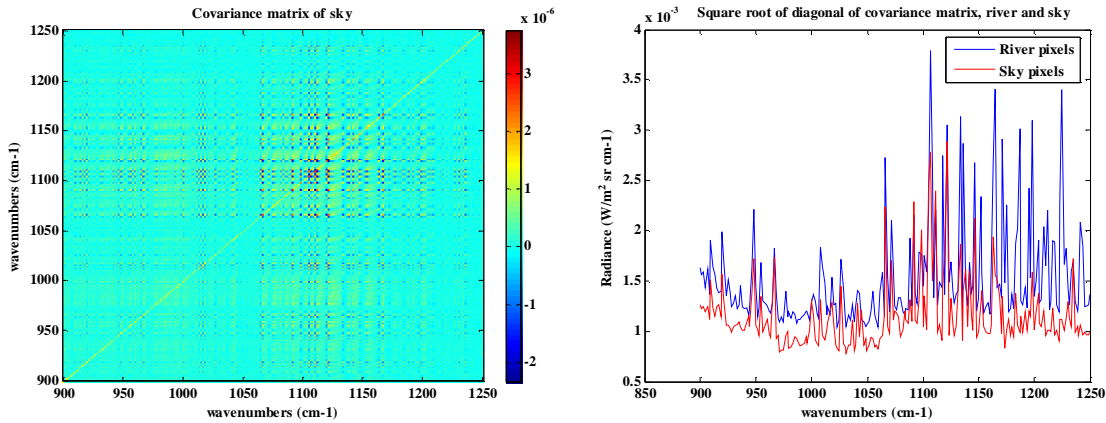 Covariance matrix of sky
x 10-6
1250
1200
1150
1100
1050
1000
950
900
wavenumbers (cm-1)
900 950 1000 1050 1100 1150 1200 1250
wavenumbers (cm-1)
3
2
1
0
-1
-2
Square root of diagonal of covariance matrix, river and sky
x 10-3
4
3.5
3
2.5
2
1.5
1
0.5
Radiance (W/m2 sr cm-1)
River pixels
Sky pixels
850 900 950 1000 1050 1100 1150 1200 1250
wavenumbers (cm-1)